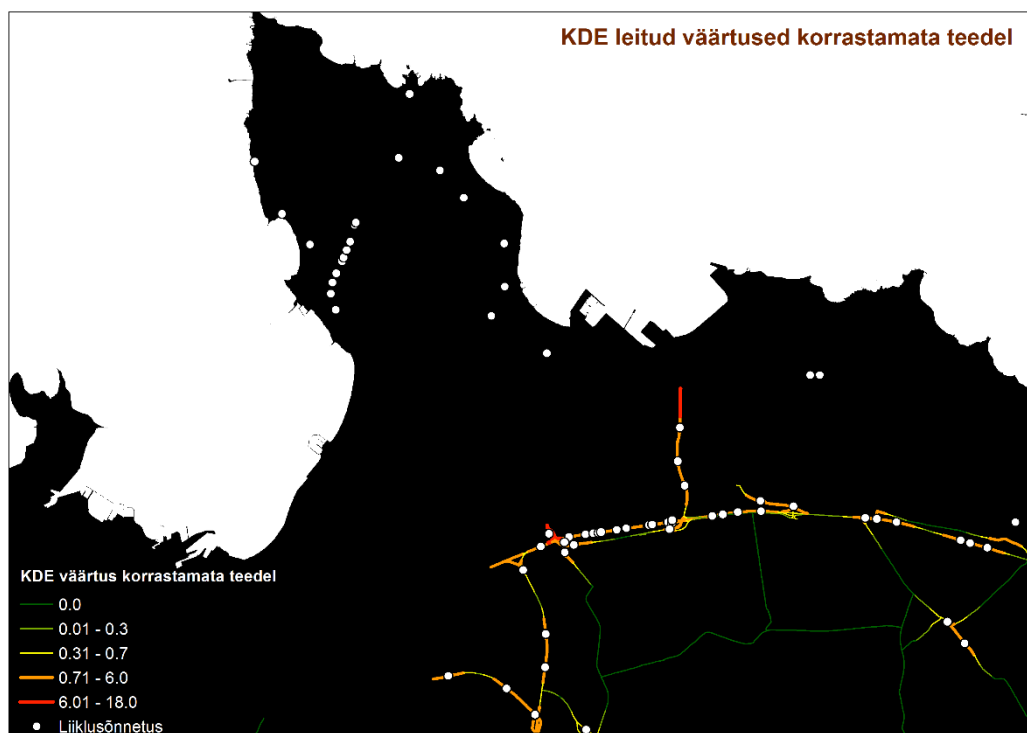 KDE leitud väärtused korrastamata teedel
KDE väärtus korrastamata teedel
0.0
0.01 - 0.3
0.31 - 0.7
0.71 - 6.0
6.01 - 18.0
Liiklusõnnetus